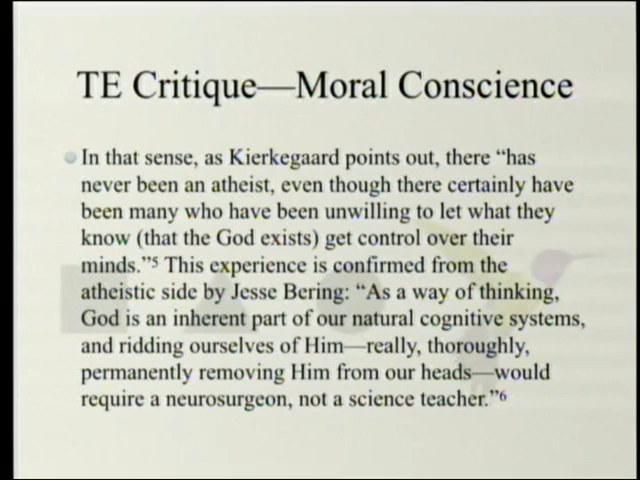 TE Critique—Moral Conscience
In that sense, as Kierkegaard points out, there “has
never been an atheist, even though there certainly have
been many who have been unwilling to let what they
know (that the God exists) get control over their
minds.”⁵ This experience is confirmed from the
atheistic side by Jesse Bering: “As a way of thinking,
God is an inherent part of our natural cognitive systems,
and ridding ourselves of Him—really, thoroughly,
permanently removing Him from our heads—would
require a neurosurgeon, not a science teacher.”⁶